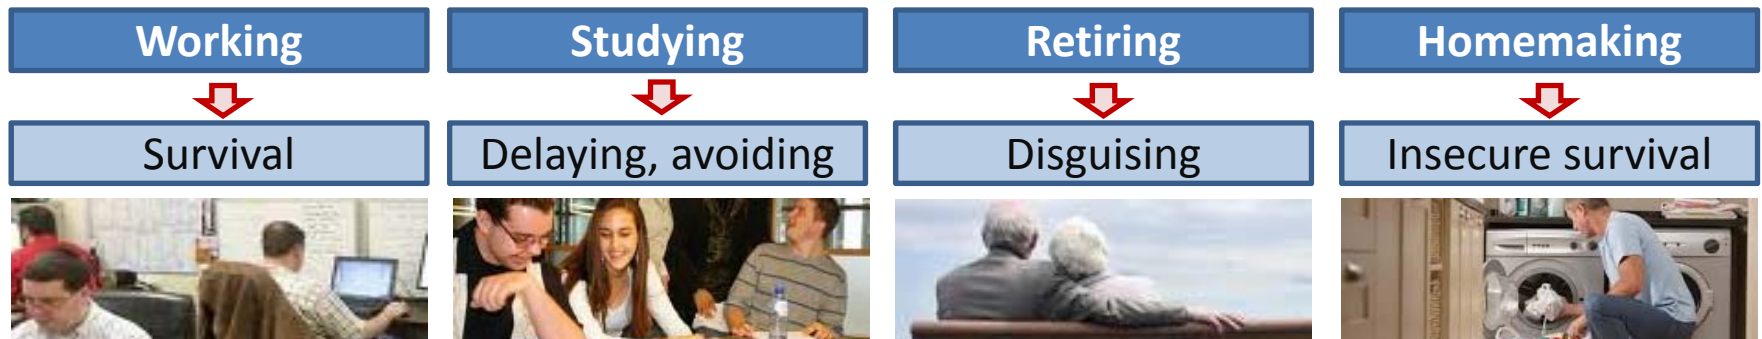 Working
Studying
Retiring
Homemaking
Survival
Delaying, avoiding
Disguising
Insecure survival